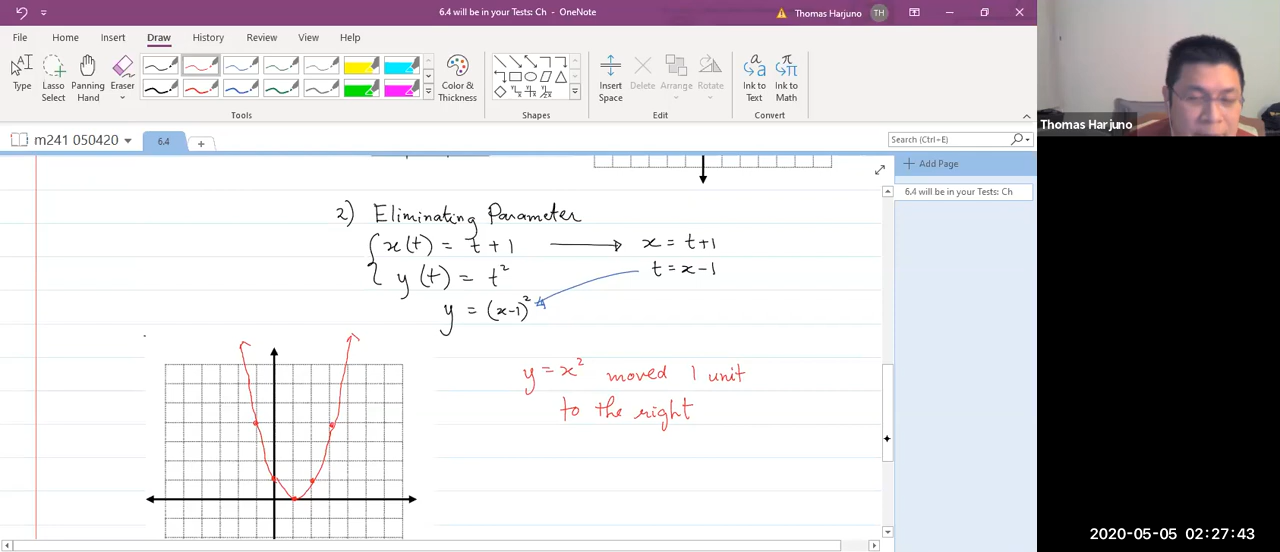 6.4 will be in your Tests: Ch - OneNote
Thomas Harjuno
TH
File Home Insert Draw History Review View Help
Type
Lasso Select
Panning Hand
Eraser
Color & Thickness
Insert Space
Delete
Arrange
Rotate
Ink to Text
Ink to Math
Tools
Shapes
Edit
Convert
Thomas Harjuno
m241 050420
6.4
Search (Ctrl+E)
Add Page
6.4 will be in your Tests: Ch
2) Eliminating Parameter
x(t) = t + 1 → x = t+1
y(t) = t² t = x-1
y = (x-1)²
y = x² moved 1 unit
to the right
2020-05-05 02:27:43